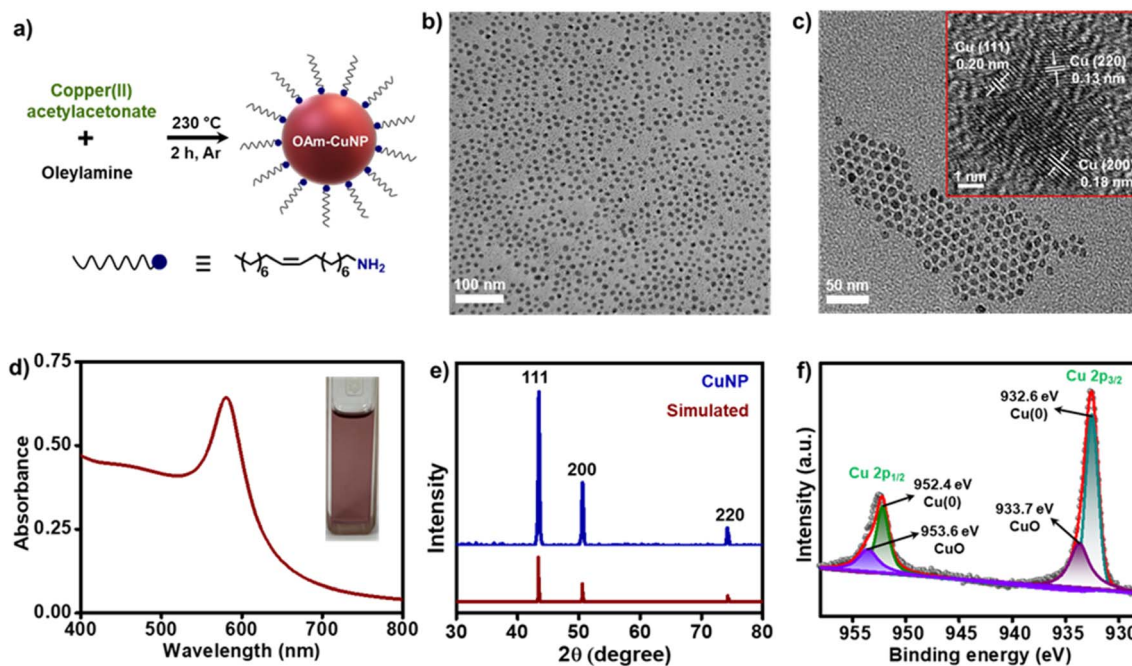 a)
Copper(II)
acetylacetonate
+
Oleylamine
230 °C
2 h, Ar
OAm-CuNP
≡
6
6
NH2
b)
100 nm
c)
Cu (111)
0.20 nm
Cu (220)
0.13 nm
Cu (200)
0.18 nm
1 nm
50 nm
d)
Absorbance
0.75
0.50
0.25
0.00
400 500 600 700 800
Wavelength (nm)
e)
Intensity
111
200
220
CuNP
Simulated
30 40 50 60 70 80
2θ (degree)
f)
Intensity (a.u.)
Cu 2p3/2
932.6 eV
Cu(0)
Cu 2p1/2
952.4 eV
Cu(0)
953.6 eV
CuO
933.7 eV
CuO
955 950 945 940 935 930
Binding energy (eV)